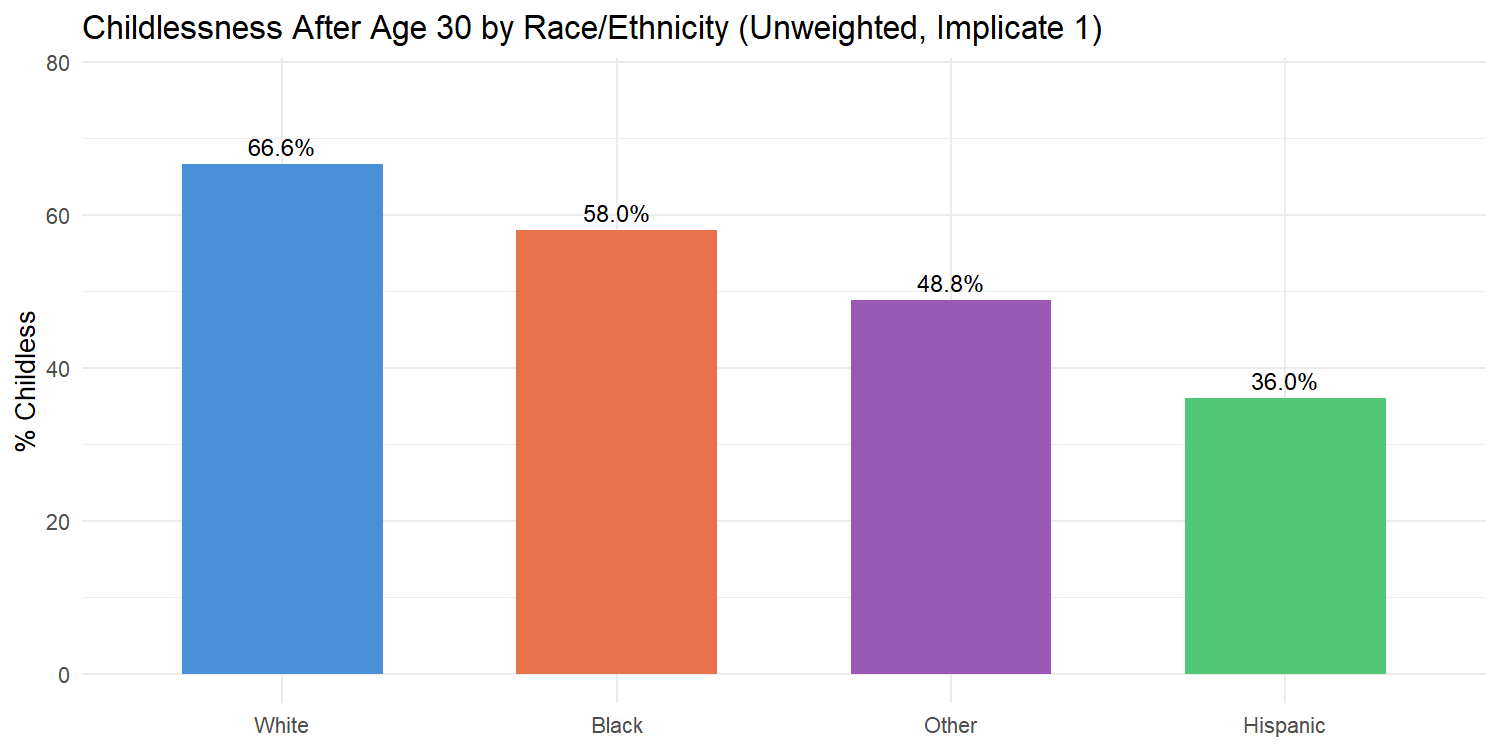 Childlessness After Age 30 by Race/Ethnicity (Unweighted, Implicate 1)
% Childless
80
60
40
20
0
66.6%
58.0%
48.8%
36.0%
White
Black
Other
Hispanic